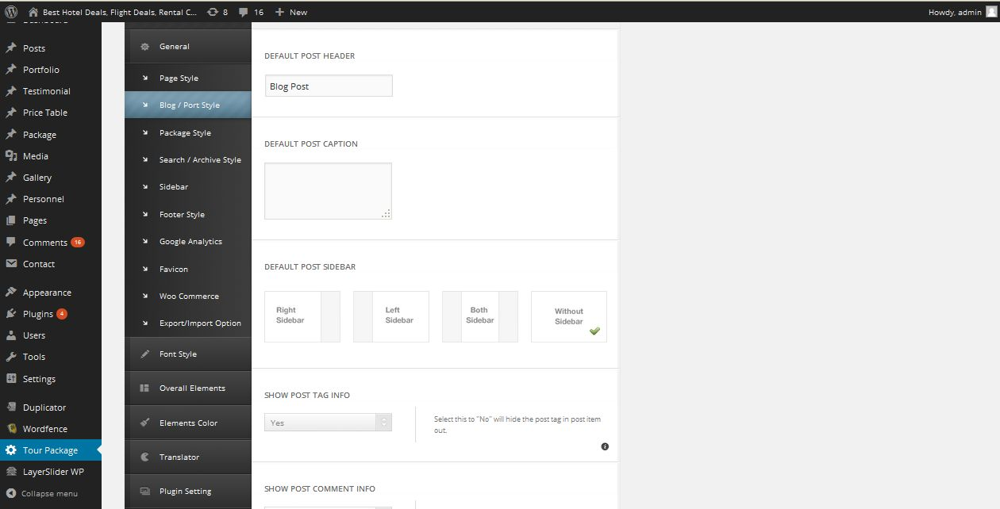 Best Hotel Deals, Flight Deals, Rental C... 8 16 New Howdy, admin
Dashboard
Posts
Portfolio
Testimonial
Price Table
Package
Media
Gallery
Personnel
Pages
Comments 16
Contact
Appearance
Plugins 4
Users
Tools
Settings
Duplicator
Wordfence
Tour Package
LayerSlider WP
Collapse menu
General
Page Style
Blog / Port Style
Package Style
Search / Archive Style
Sidebar
Footer Style
Google Analytics
Favicon
Woo Commerce
Export/Import Option
Font Style
Overall Elements
Elements Color
Translator
Plugin Setting
DEFAULT POST HEADER
Blog Post
DEFAULT POST CAPTION
DEFAULT POST SIDEBAR
Right
Sidebar
Left
Sidebar
Both
Sidebar
Without
Sidebar
SHOW POST TAG INFO
Yes
Select this to "No" will hide the post tag in post item
out.
SHOW POST COMMENT INFO